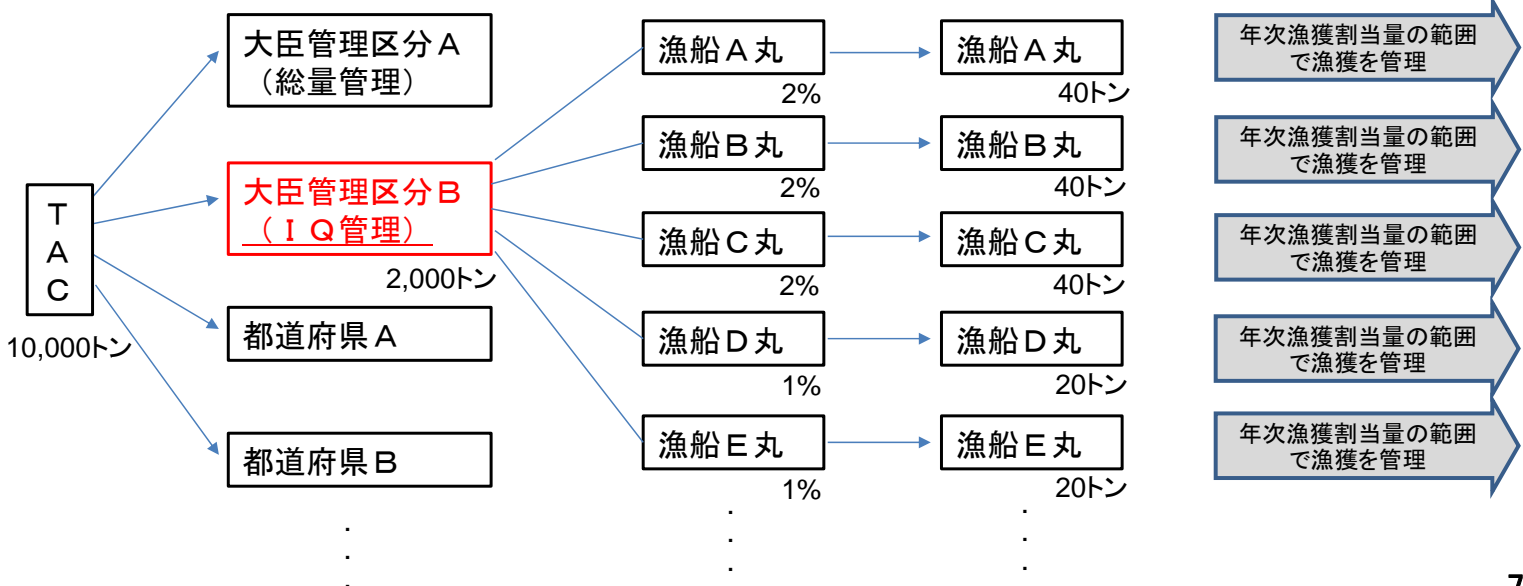 TAC
10,000トン
大臣管理区分A
（総量管理）
大臣管理区分B
（ＩＱ管理）
2,000トン
都道府県A
都道府県B
.
.
.
漁船A丸
2%
漁船B丸
2%
漁船C丸
2%
漁船D丸
1%
漁船E丸
1%
.
.
.
漁船A丸
40トン
漁船B丸
40トン
漁船C丸
40トン
漁船D丸
20トン
漁船E丸
20トン
.
.
.
年次漁獲割当量の範囲
で漁獲を管理
年次漁獲割当量の範囲
で漁獲を管理
年次漁獲割当量の範囲
で漁獲を管理
年次漁獲割当量の範囲
で漁獲を管理
年次漁獲割当量の範囲
で漁獲を管理